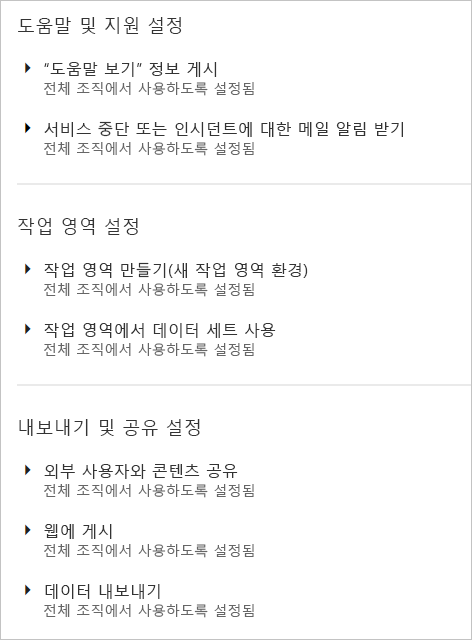 도움말 및 지원 설정
“도움말 보기” 정보 게시
전체 조직에서 사용하도록 설정됨
서비스 중단 또는 인시던트에 대한 메일 알림 받기
전체 조직에서 사용하도록 설정됨
작업 영역 설정
작업 영역 만들기(새 작업 영역 환경)
전체 조직에서 사용하도록 설정됨
작업 영역에서 데이터 세트 사용
전체 조직에서 사용하도록 설정됨
내보내기 및 공유 설정
외부 사용자와 콘텐츠 공유
전체 조직에서 사용하도록 설정됨
웹에 게시
전체 조직에서 사용하도록 설정됨
데이터 내보내기
전체 조직에서 사용하도록 설정됨